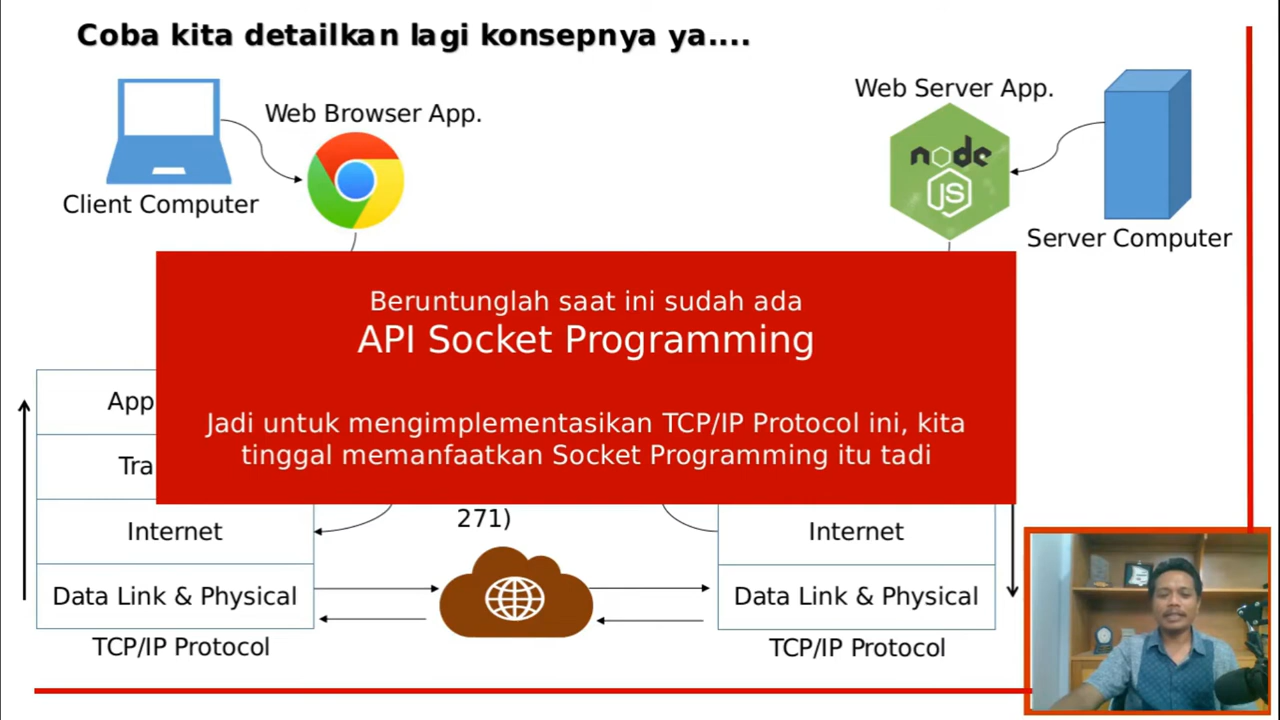 Coba kita detailkan lagi konsepnya ya....
Web Browser App.
Web Server App.
node
JS
Client Computer
Server Computer
Beruntunglah saat ini sudah ada
API Socket Programming
Jadi untuk mengimplementasikan TCP/IP Protocol ini, kita
tinggal memanfaatkan Socket Programming itu tadi
App
Tra
271)
Internet
Internet
Data Link & Physical
Data Link & Physical
TCP/IP Protocol
TCP/IP Protocol